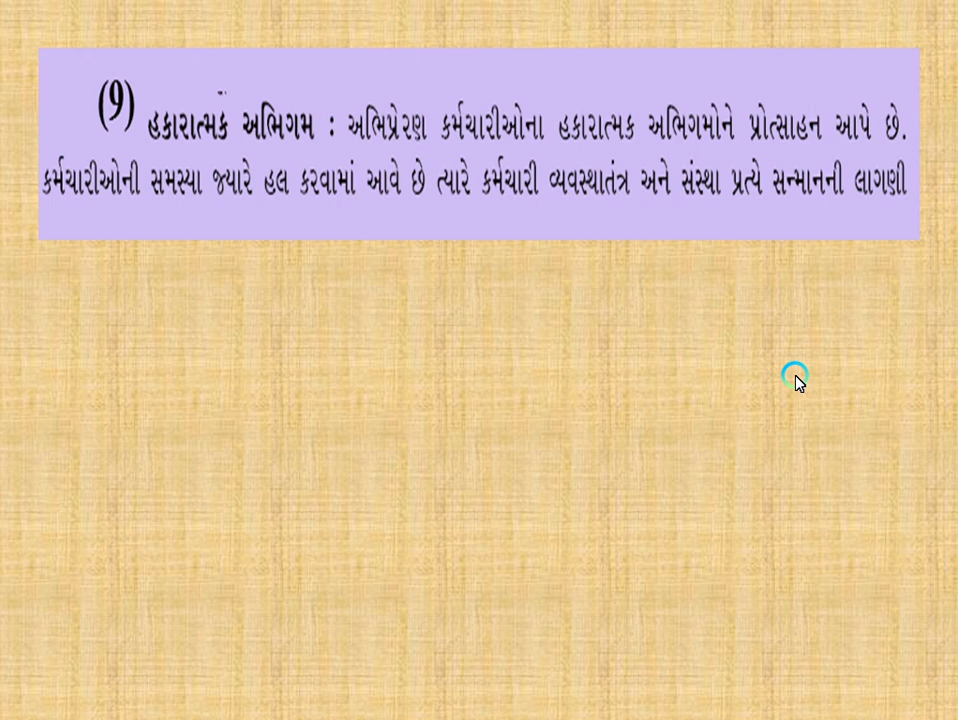 (9) હકારાત્મક અભિગમ : અભિપ્રેરણ કર્મચારીઓના હકારાત્મક અભિગમોને પ્રોત્સાહન આપે છે.
કર્મચારીઓની સમસ્યા જ્યારે હલ કરવામાં આવે છે ત્યારે કર્મચારી વ્યવસ્થાતંત્ર અને સંસ્થા પ્રત્યે સન્માનની લાગણી